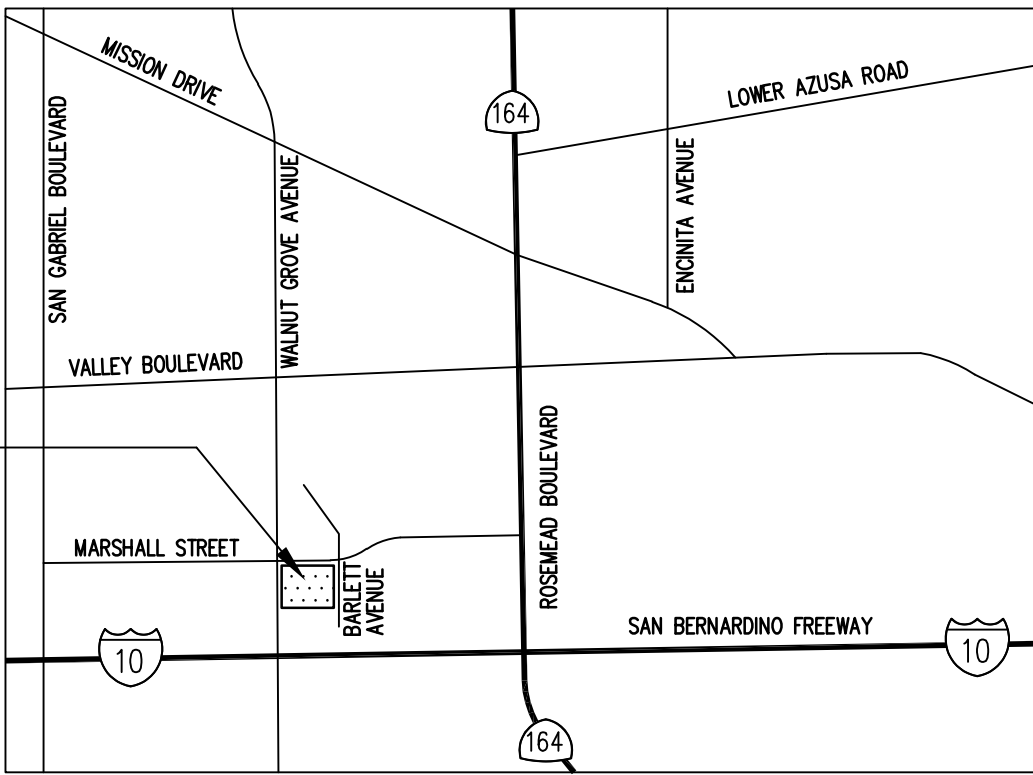 MISSION DRIVE
164
LOWER AZUSA ROAD
SAN GABRIEL BOULEVARD
WALNUT GROVE AVENUE
ENCINITA AVENUE
VALLEY BOULEVARD
ROSEMEAD BOULEVARD
MARSHALL STREET
BARLETT
AVENUE
SAN BERNARDINO FREEWAY
10
10
164